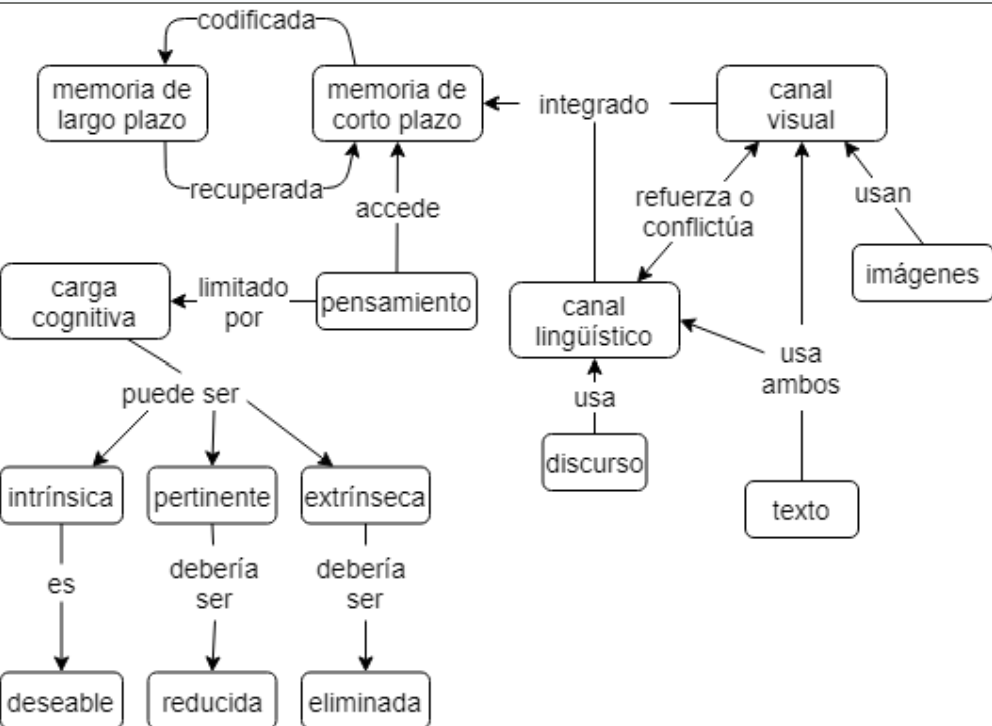 codificada
memoria de
largo plazo
memoria de
corto plazo
integrado
canal
visual
recuperada
accede
refuerza o
conflictúa
usan
imágenes
carga
cognitiva
limitado
por
pensamiento
canal
lingüístico
usa
ambos
puede ser
usa
discurso
texto
intrínsica
pertinente
extrínseca
es
debería
ser
debería
ser
deseable
reducida
eliminada